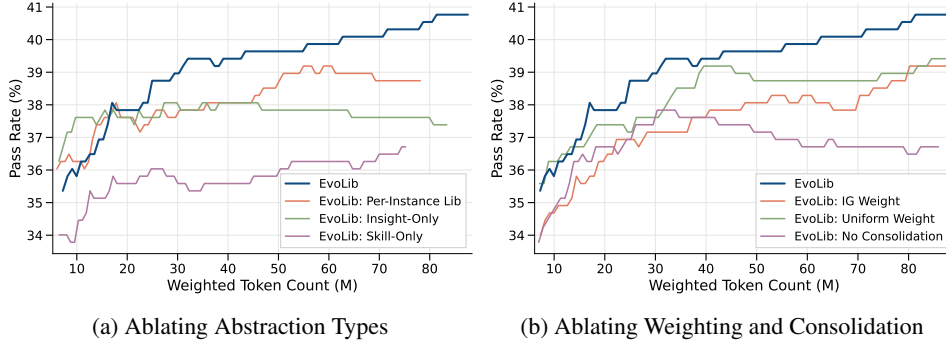 41
40
39
38
37
36
35
34
Pass Rate (%)
10 20 30 40 50 60 70 80
Weighted Token Count (M)
EvoLib
EvoLib: Per-Instance Lib
EvoLib: Insight-Only
EvoLib: Skill-Only
(a) Ablating Abstraction Types
41
40
39
38
37
36
35
34
Pass Rate (%)
10 20 30 40 50 60 70 80
Weighted Token Count (M)
EvoLib
EvoLib: IG Weight
EvoLib: Uniform Weight
EvoLib: No Consolidation
(b) Ablating Weighting and Consolidation